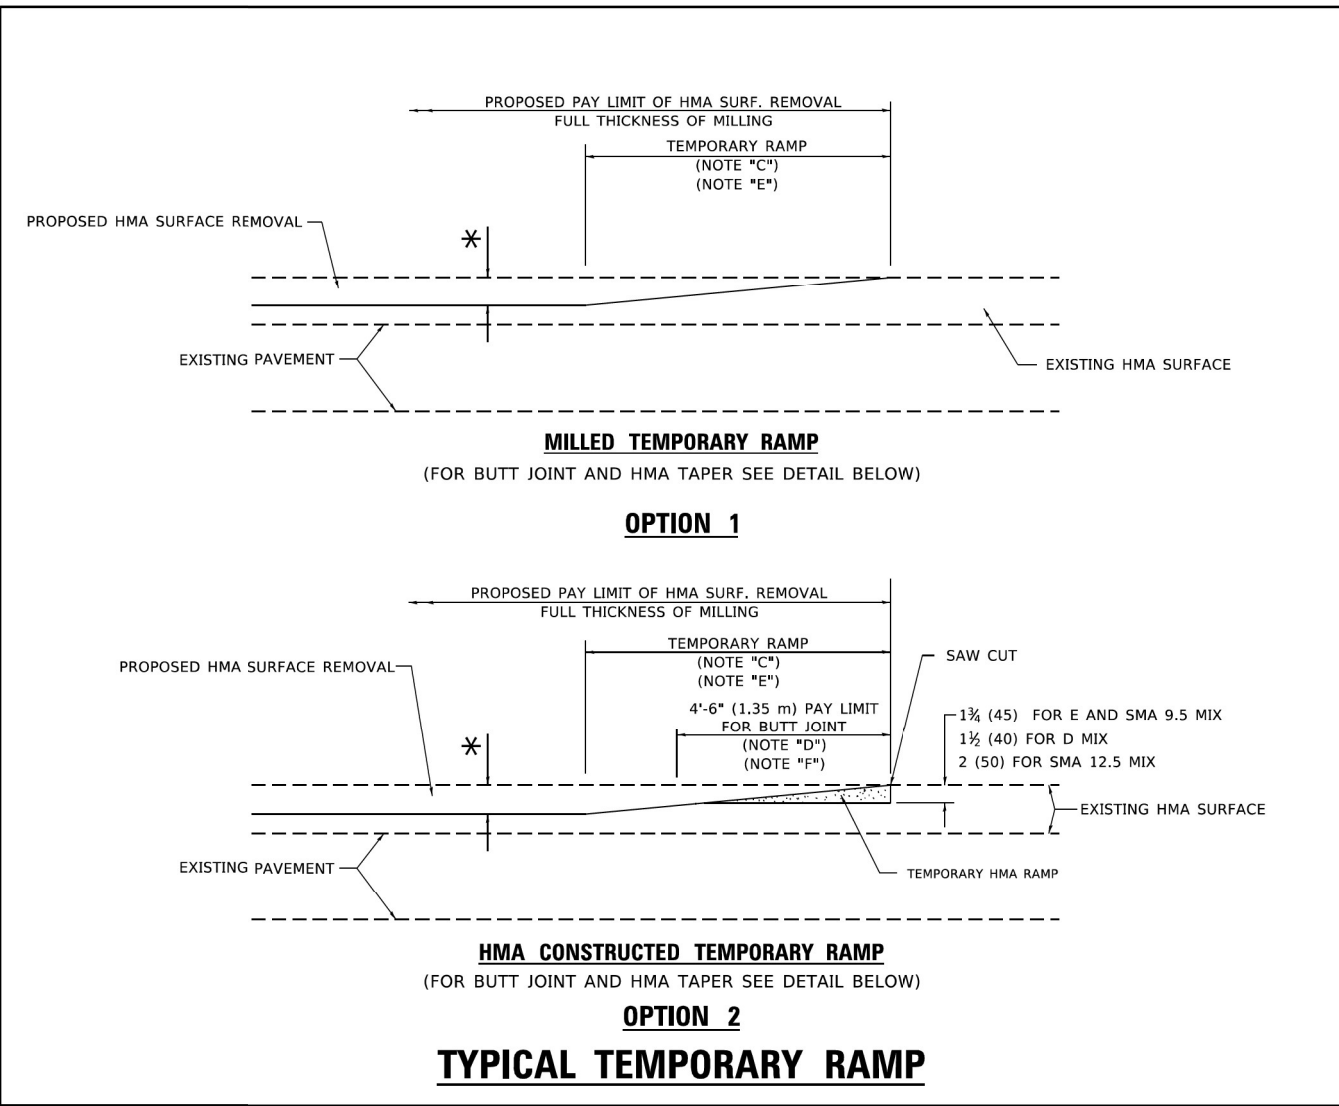 PROPOSED PAY LIMIT OF HMA SURF. REMOVAL
FULL THICKNESS OF MILLING
TEMPORARY RAMP
(NOTE "C")
(NOTE "E")
PROPOSED HMA SURFACE REMOVAL
*
EXISTING PAVEMENT
EXISTING HMA SURFACE
MILLED TEMPORARY RAMP
(FOR BUTT JOINT AND HMA TAPER SEE DETAIL BELOW)
OPTION 1
PROPOSED PAY LIMIT OF HMA SURF. REMOVAL
FULL THICKNESS OF MILLING
TEMPORARY RAMP
(NOTE "C")
(NOTE "E")
SAW CUT
PROPOSED HMA SURFACE REMOVAL
4'-6" (1.35 m) PAY LIMIT
FOR BUTT JOINT
(NOTE "D")
(NOTE "F")
1¾ (45) FOR E AND SMA 9.5 MIX
1½ (40) FOR D MIX
2 (50) FOR SMA 12.5 MIX
*
EXISTING HMA SURFACE
EXISTING PAVEMENT
TEMPORARY HMA RAMP
HMA CONSTRUCTED TEMPORARY RAMP
(FOR BUTT JOINT AND HMA TAPER SEE DETAIL BELOW)
OPTION 2
TYPICAL TEMPORARY RAMP